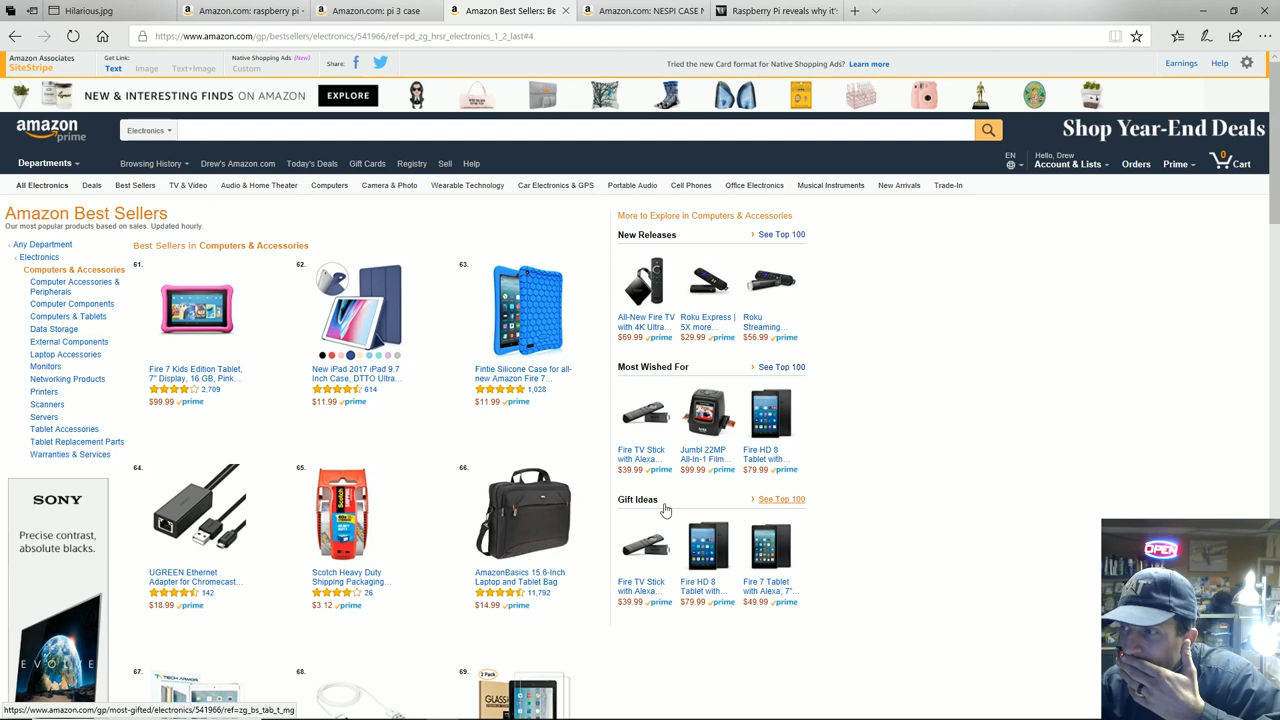 Hilarious.jpg
Amazon.com: raspberry pi -
Amazon.com: pi 3 case
Amazon Best Sellers: Be
Amazon.com: NESPI CASE N
Raspberry Pi reveals why it's
https://www.amazon.com/gp/bestsellers/electronics/541966/ref=pd_zg_hrsr_electronics_1_2_last#4
Amazon Associates
SiteStripe
Get Link:
Text Image Text+Image
Native Shopping Ads (New)
Custom
Share:
Tried the new Card format for Native Shopping Ads? Learn more
Earnings Help
NEW & INTERESTING FINDS ON AMAZON EXPLORE
amazon
prime
Electronics
Shop Year-End Deals
Departments
Browsing History Drew's Amazon.com Today's Deals Gift Cards Registry Sell Help
EN
Hello, Drew
Account & Lists Orders Prime 0 Cart
All Electronics Deals Best Sellers TV & Video Audio & Home Theater Computers Camera & Photo Wearable Technology Car Electronics & GPS Portable Audio Cell Phones Office Electronics Musical Instruments New Arrivals Trade-In
Amazon Best Sellers
Our most popular products based on sales. Updated hourly.
‹ Any Department
‹ Electronics
Computers & Accessories
Computer Accessories &
Peripherals
Computer Components
Computers & Tablets
Data Storage
External Components
Laptop Accessories
Monitors
Networking Products
Printers
Scanners
Servers
Tablet Accessories
Tablet Replacement Parts
Warranties & Services
SONY
Precise contrast,
absolute blacks.
EVOLVE
Best Sellers in Computers & Accessories
61.
Fire 7 Kids Edition Tablet,
7" Display, 16 GB, Pink...
2,709
$99.99 prime
62.
New iPad 2017 iPad 9.7
Inch Case, DTTO Ultra...
614
$11.99 prime
63.
Fintie Silicone Case for all-
new Amazon Fire 7...
1,028
$11.99 prime
64.
UGREEN Ethernet
Adapter for Chromecast...
142
$18.99 prime
65.
Scotch
Scotch Heavy Duty
Shipping Packaging...
26
$3.12 prime
66.
AmazonBasics 15.6-Inch
Laptop and Tablet Bag
11,792
$14.99 prime
67.
TECH ARMOR
68.
69.
2 Pack
GLASS
More to Explore in Computers & Accessories
New Releases › See Top 100
All-New Fire TV
with 4K Ultra...
$69.99 prime
Roku Express |
5X more...
$29.99 prime
Roku
Streaming...
$56.99 prime
Most Wished For › See Top 100
Fire TV Stick
with Alexa...
$39.99 prime
Jumbl 22MP
All-In-1 Film...
$99.99 prime
Fire HD 8
Tablet with...
$79.99 prime
Gift Ideas › See Top 100
Fire TV Stick
with Alexa...
$39.99 prime
Fire HD 8
Tablet with...
$79.99 prime
Fire 7 Tablet
with Alexa, 7"...
$49.99 prime
OPEN
https://www.amazon.com/gp/most-gifted/electronics/541966/ref=zg_bs_tab_t_mg